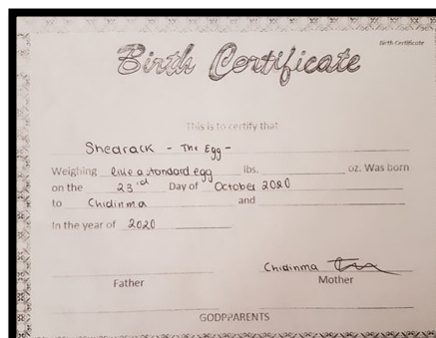 Birth Certificate
Birth Certificate
This is to certify that
Shedrack - The Egg -
Weighing like a standard egg lbs. oz. Was born
on the 23rd Day of October 2020
to Chidinma and
In the year of 2020
Chidinma
Father Mother
GODPPARENTS